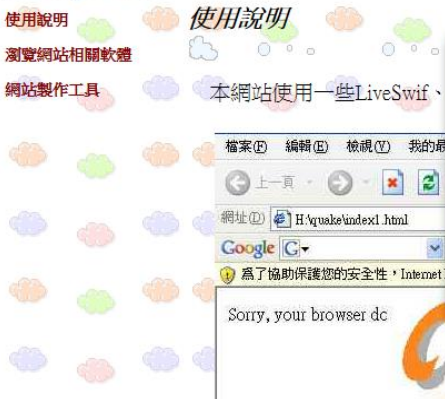 使用說明
瀏覽網站相關軟體
網站製作工具
使用說明
本網站使用一些LiveSwif、
檔案(F) 編輯(E) 檢視(V) 我的最
上一頁
網址(D) H:\quake\index1.html
Google G
為了協助保護您的安全性，Internet
Sorry, your browser dc